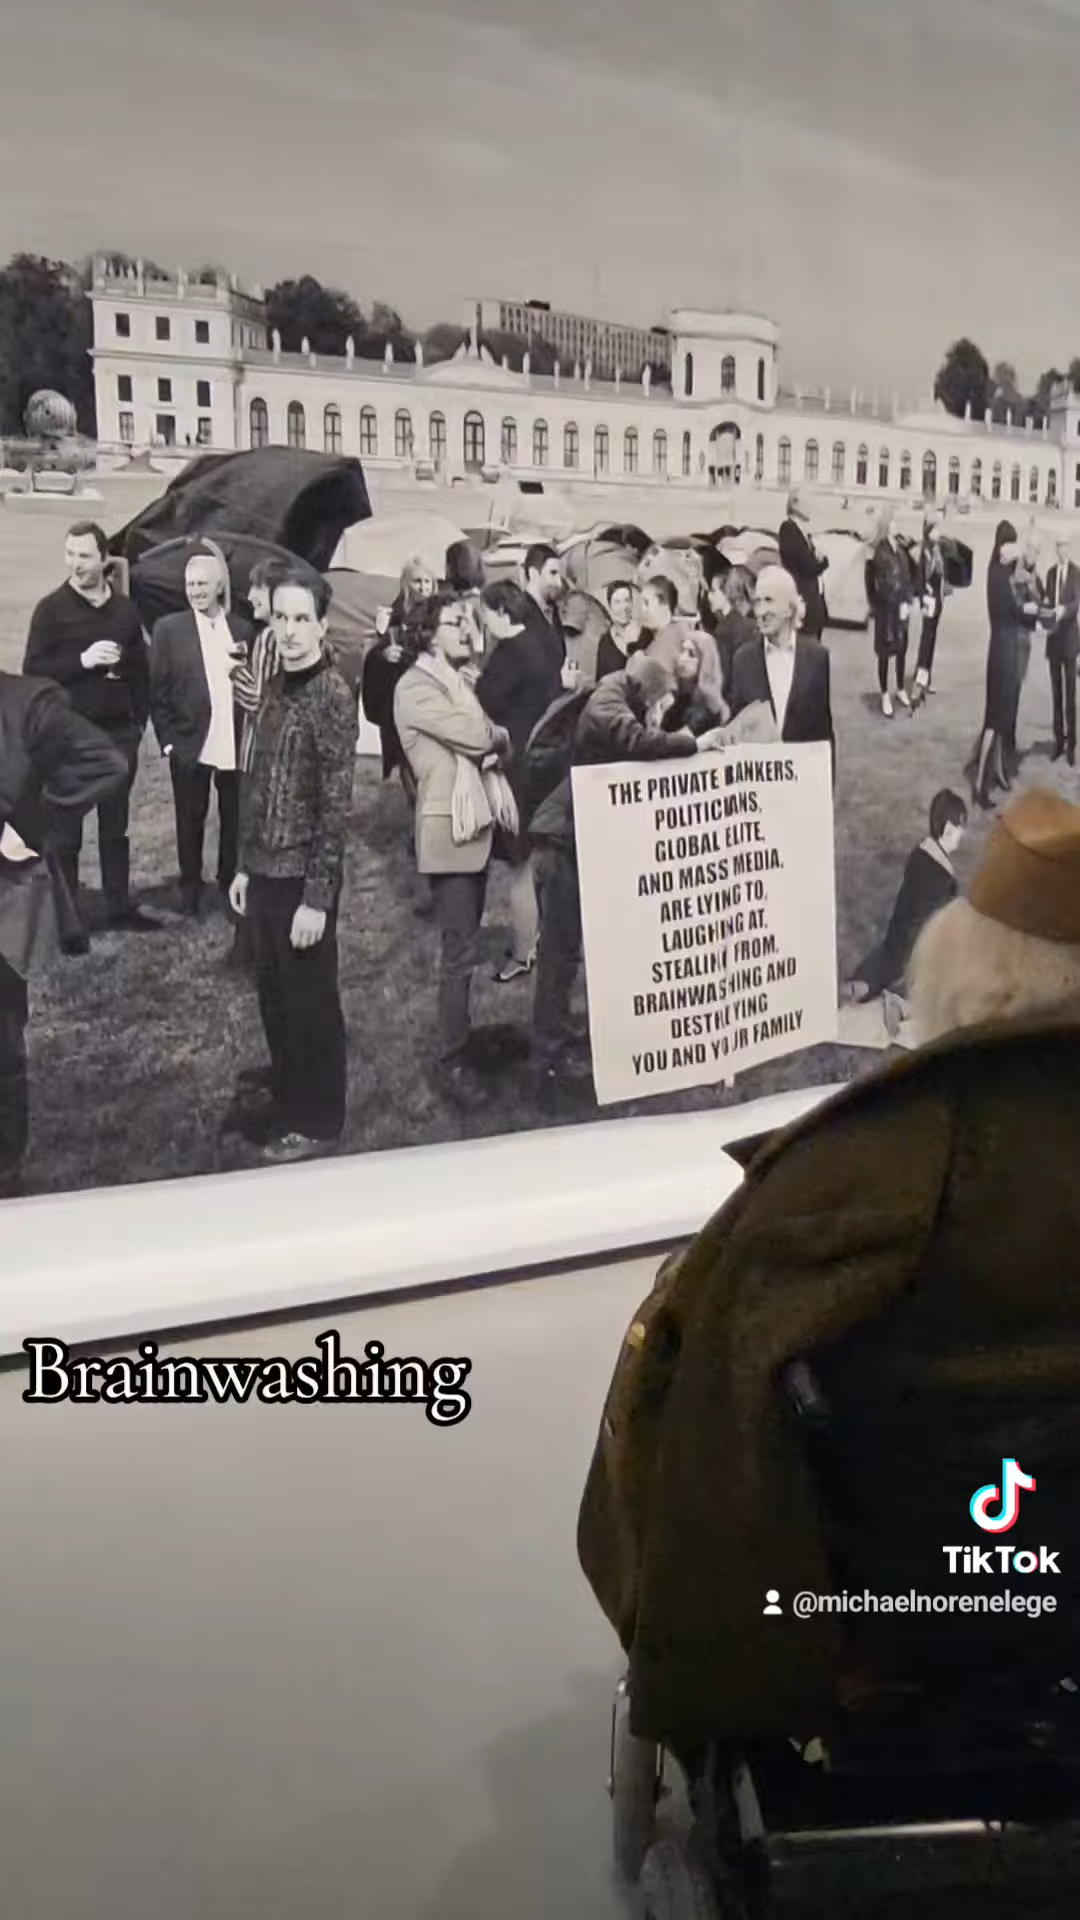 THE PRIVATE BANKERS,
POLITICIANS,
GLOBAL ELITE,
AND MASS MEDIA,
ARE LYING TO,
LAUGHING AT,
STEALING FROM,
BRAINWASHING AND
DESTROYING
YOU AND YOUR FAMILY
Brainwashing
TikTok
@michaelnorenelege